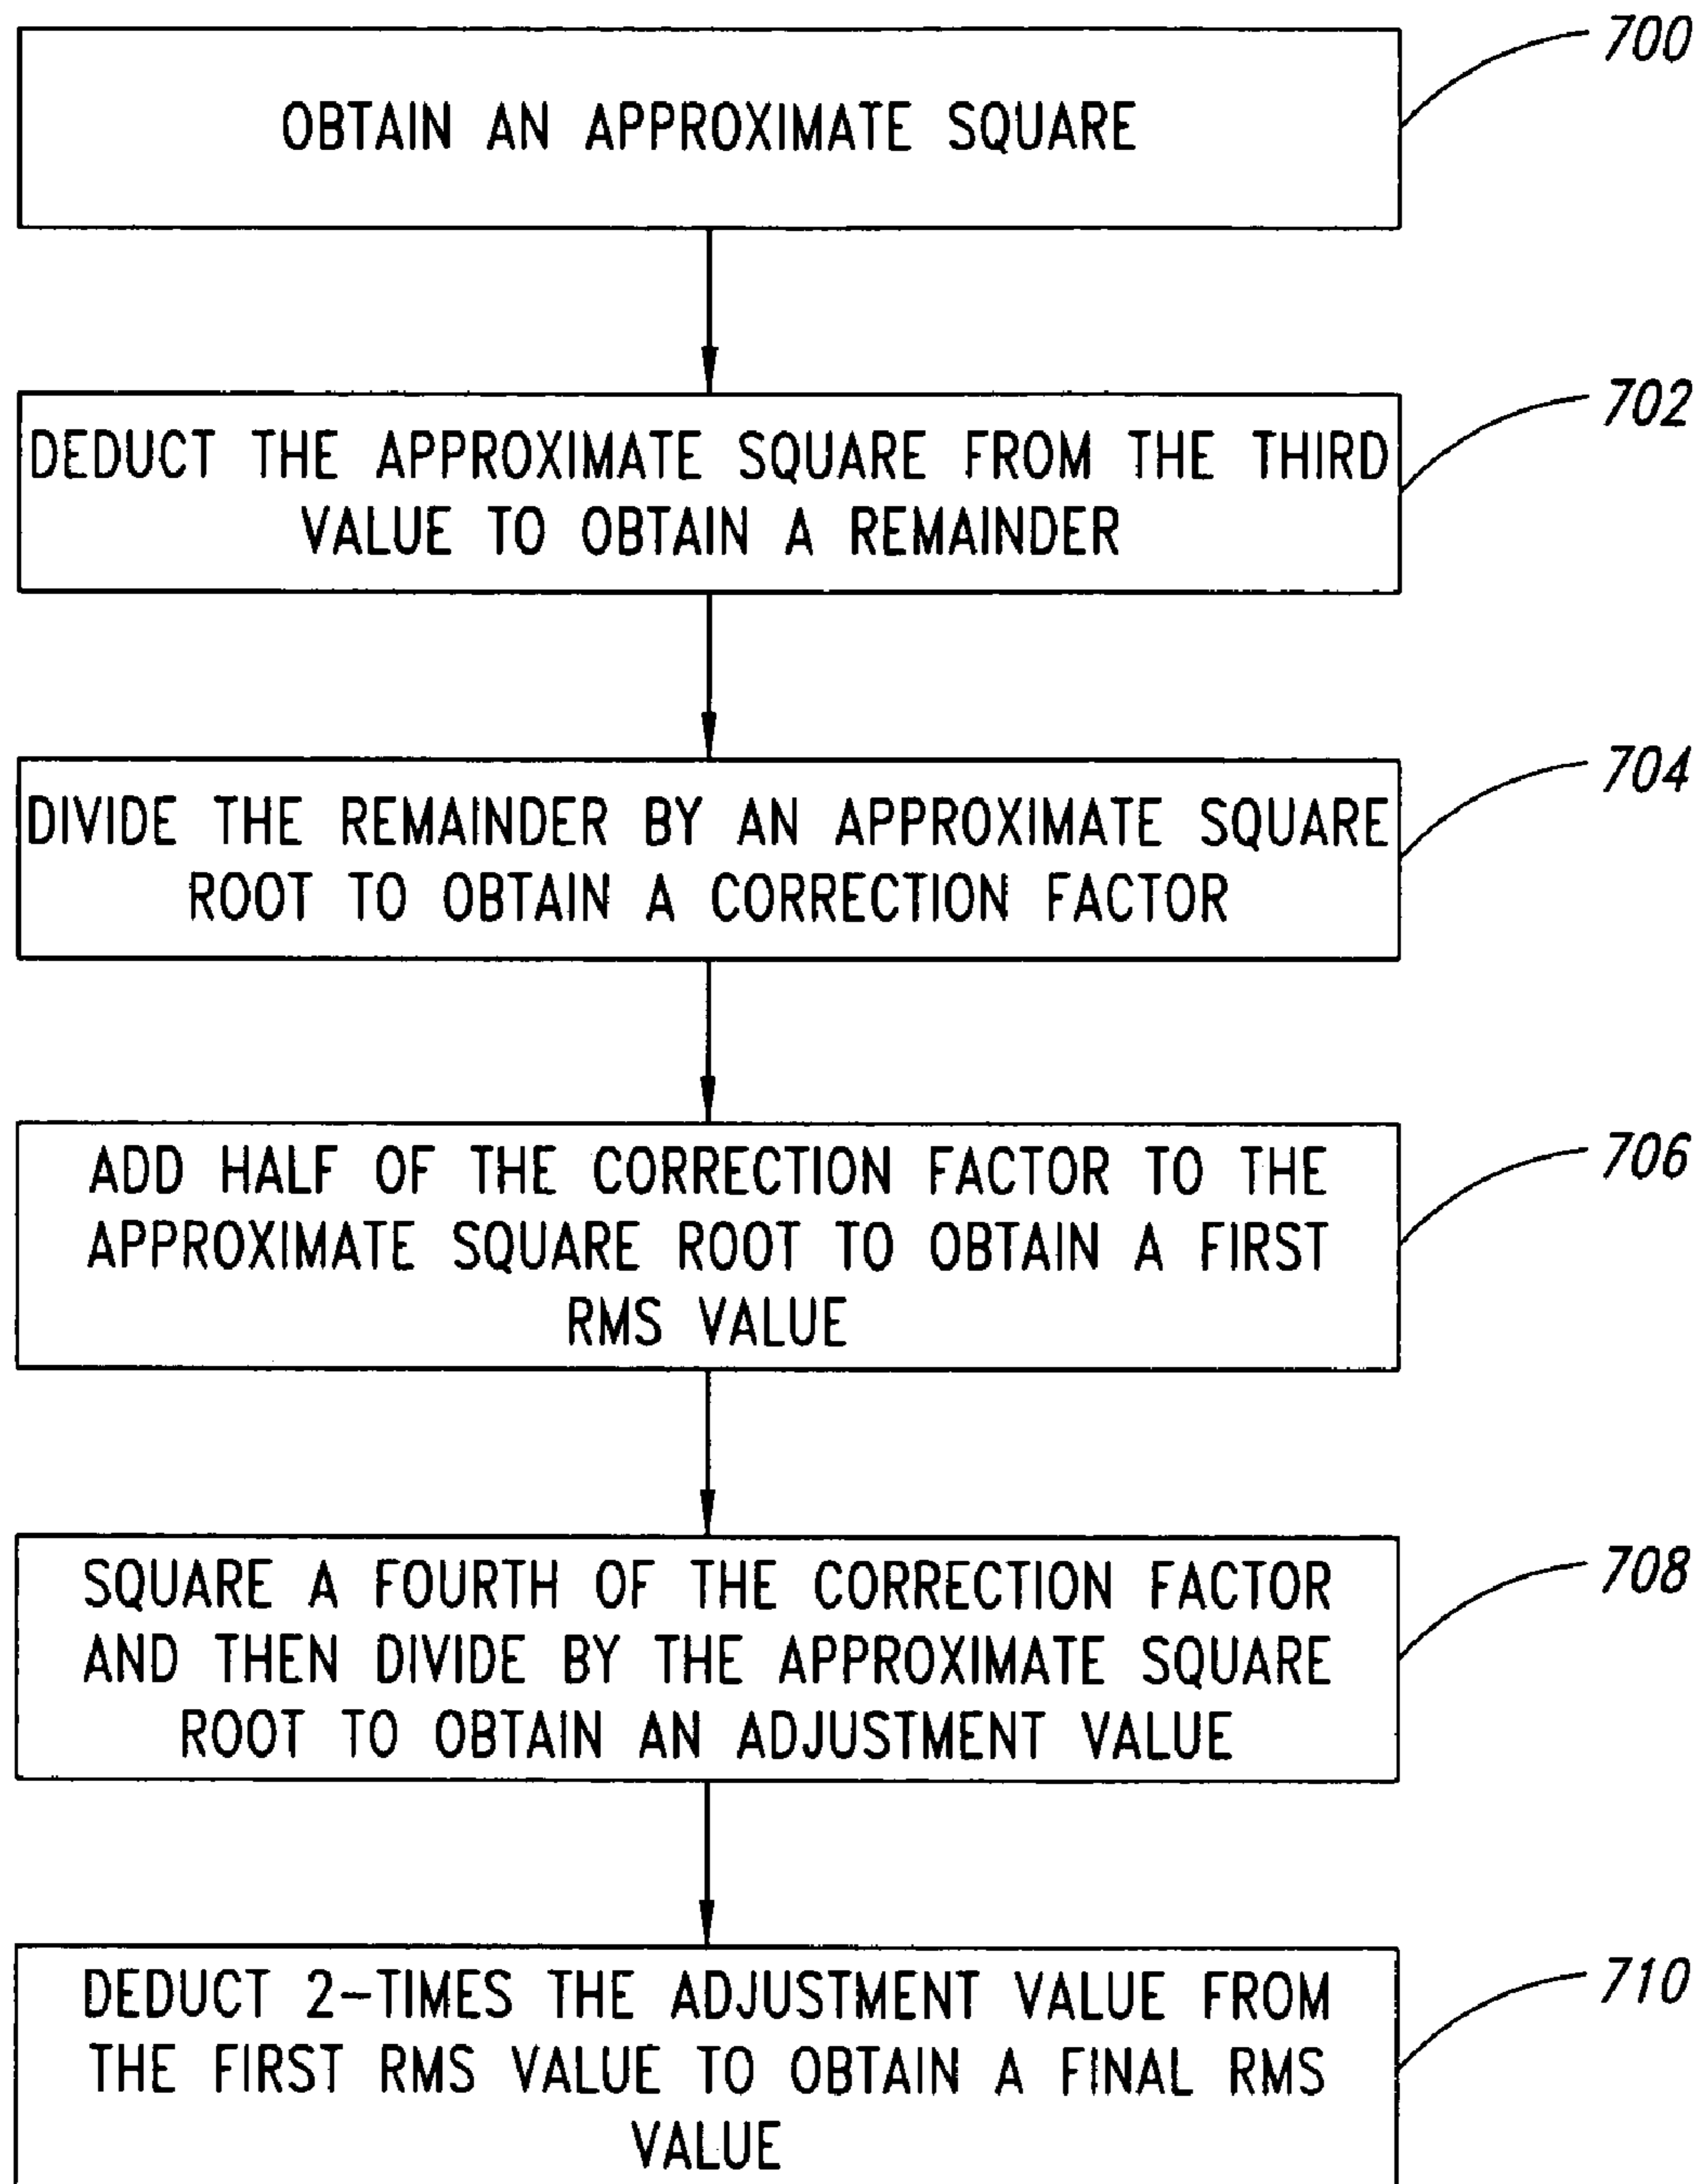 700
OBTAIN AN APPROXIMATE SQUARE
702
DEDUCT THE APPROXIMATE SQUARE FROM THE THIRD
VALUE TO OBTAIN A REMAINDER
704
DIVIDE THE REMAINDER BY AN APPROXIMATE SQUARE
ROOT TO OBTAIN A CORRECTION FACTOR
706
ADD HALF OF THE CORRECTION FACTOR TO THE
APPROXIMATE SQUARE ROOT TO OBTAIN A FIRST
RMS VALUE
708
SQUARE A FOURTH OF THE CORRECTION FACTOR
AND THEN DIVIDE BY THE APPROXIMATE SQUARE
ROOT TO OBTAIN AN ADJUSTMENT VALUE
710
DEDUCT 2-TIMES THE ADJUSTMENT VALUE FROM
THE FIRST RMS VALUE TO OBTAIN A FINAL RMS
VALUE